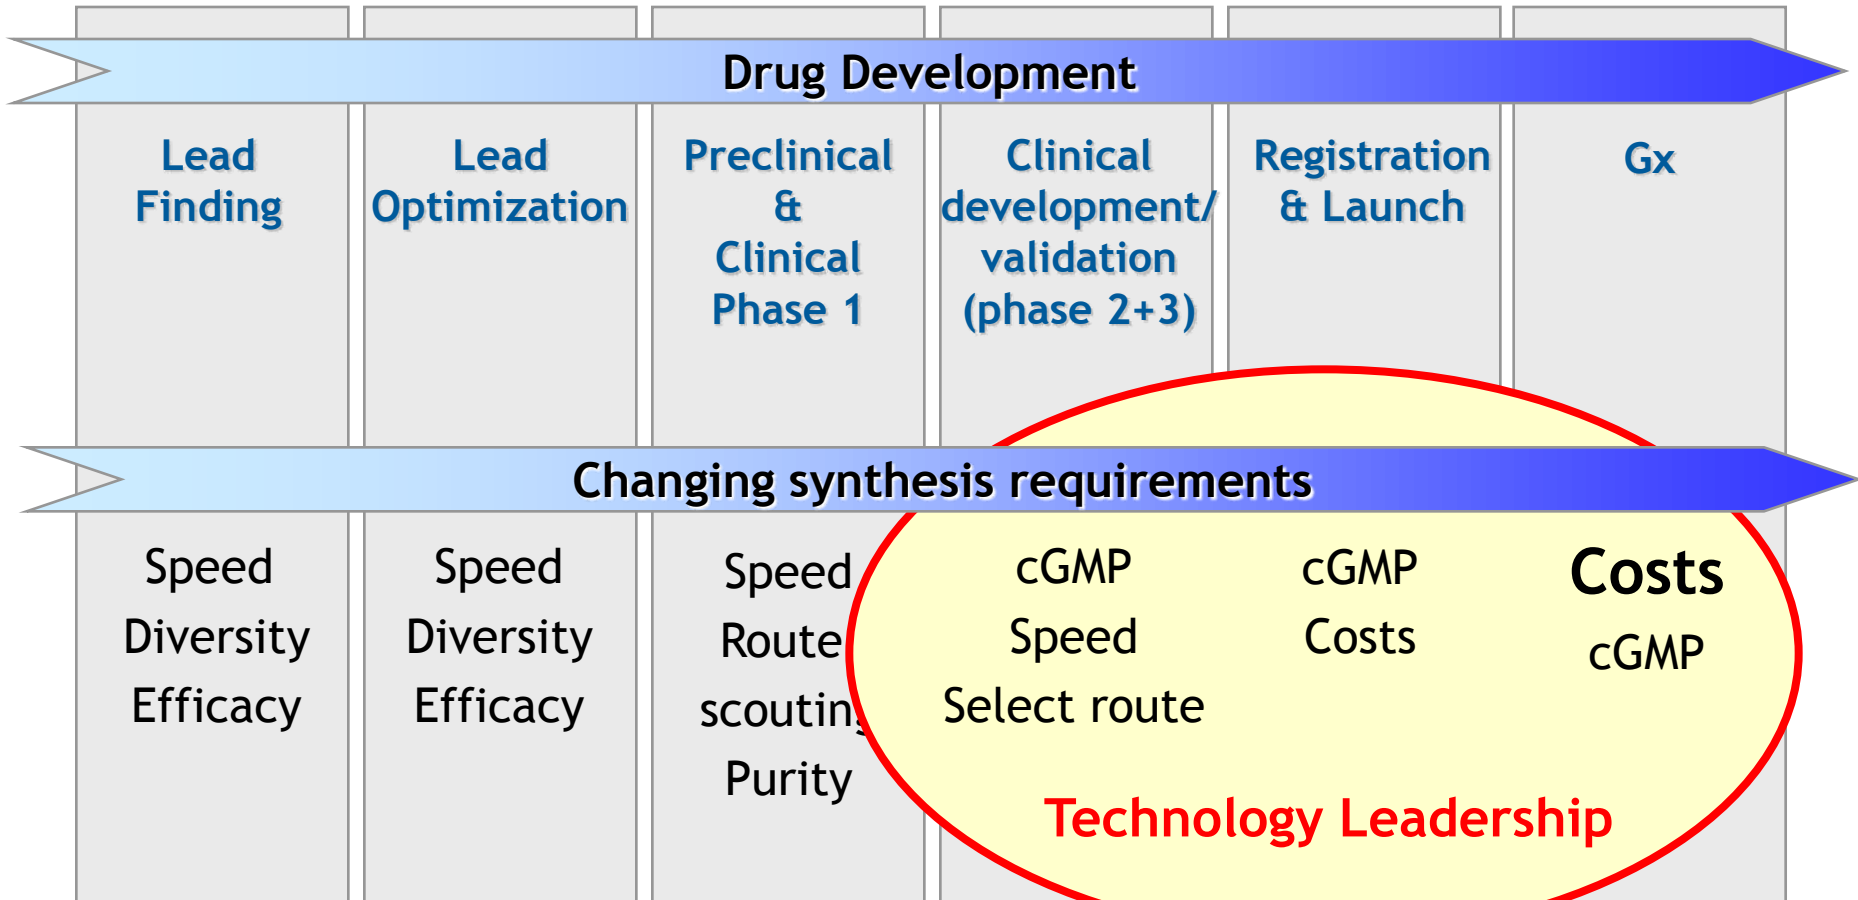 Drug Development
Lead
Finding
Lead
Optimization
Preclinical
&
Clinical
Phase 1
Clinical
development/
validation
(phase 2+3)
Registration
& Launch
Gx
Changing synthesis requirements
Speed
Diversity
Efficacy
Speed
Diversity
Efficacy
Speed
Route
scouting
Purity
cGMP
Speed
Select route
cGMP
Costs
Costs
cGMP
Technology Leadership